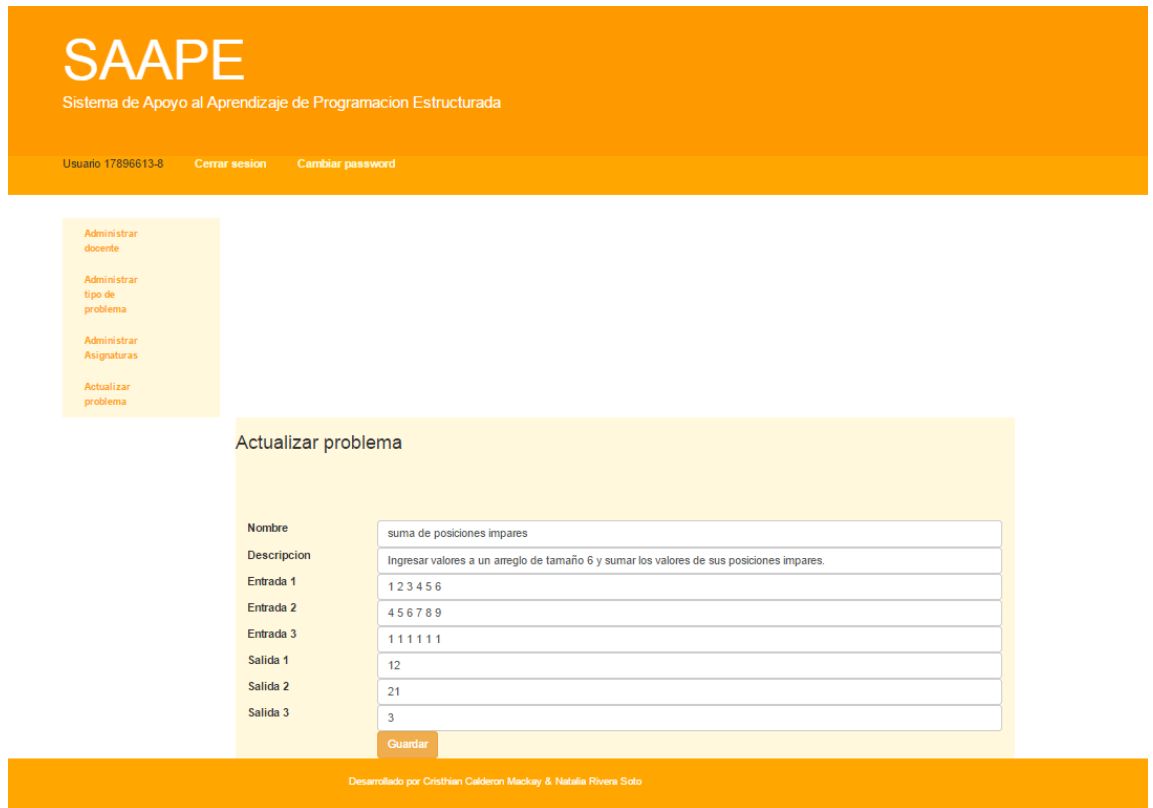 SAAPE
Sistema de Apoyo al Aprendizaje de Programacion Estructurada
Usuario 17896613-8 Cerrar sesion Cambiar password
Administrar
docente
Administrar
tipo de
problema
Administrar
Asignaturas
Actualizar
problema
Actualizar problema
Nombre suma de posiciones impares
Descripcion Ingresar valores a un arreglo de tamaño 6 y sumar los valores de sus posiciones impares.
Entrada 1 1 2 3 4 5 6
Entrada 2 4 5 6 7 8 9
Entrada 3 1 1 1 1 1 1
Salida 1 12
Salida 2 21
Salida 3 3
Guardar
Desarrollado por Cristhian Calderon Mackay & Natalia Rivera Soto